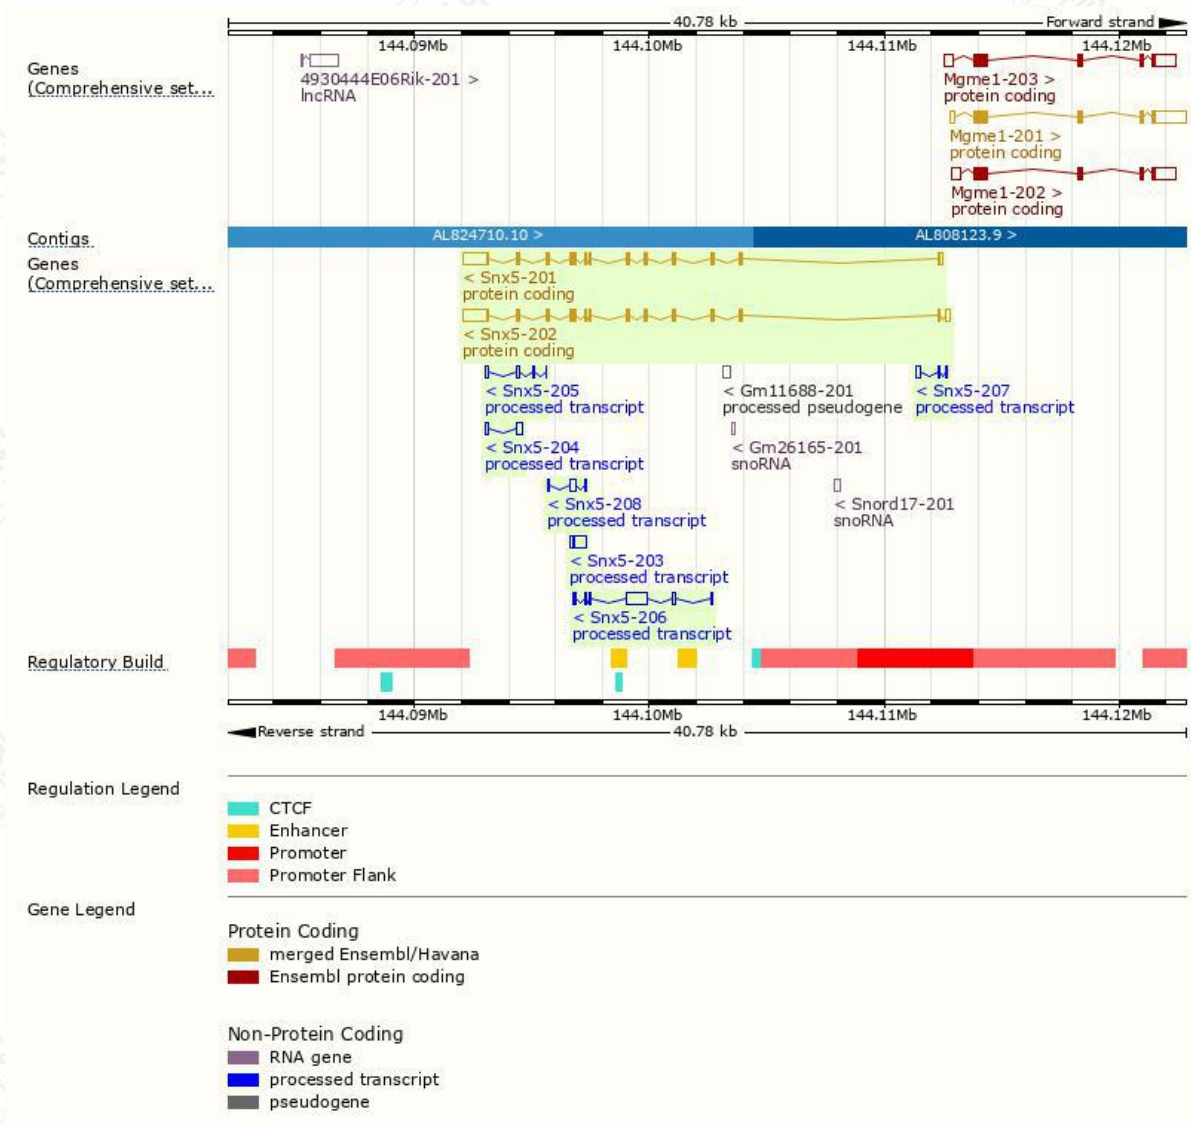 40.78 kb
Forward strand
144.09Mb 144.10Mb 144.11Mb 144.12Mb
Genes
(Comprehensive set...
4930444E06Rik-201 >
lncRNA
Mgme1-203 >
protein coding
Mgme1-201 >
protein coding
Mgme1-202 >
protein coding
Contigs
AL824710.10 >
AL808123.9 >
Genes
(Comprehensive set...
< Snx5-201
protein coding
< Snx5-202
protein coding
< Snx5-205
processed transcript
< Gm11688-201
processed pseudogene
< Snx5-207
processed transcript
< Snx5-204
processed transcript
< Gm26165-201
snoRNA
< Snx5-208
processed transcript
< Snord17-201
snoRNA
< Snx5-203
processed transcript
< Snx5-206
processed transcript
Regulatory Build
144.09Mb 144.10Mb 144.11Mb 144.12Mb
Reverse strand
40.78 kb
Regulation Legend
CTCF
Enhancer
Promoter
Promoter Flank
Gene Legend
Protein Coding
merged Ensembl/Havana
Ensembl protein coding
Non-Protein Coding
RNA gene
processed transcript
pseudogene